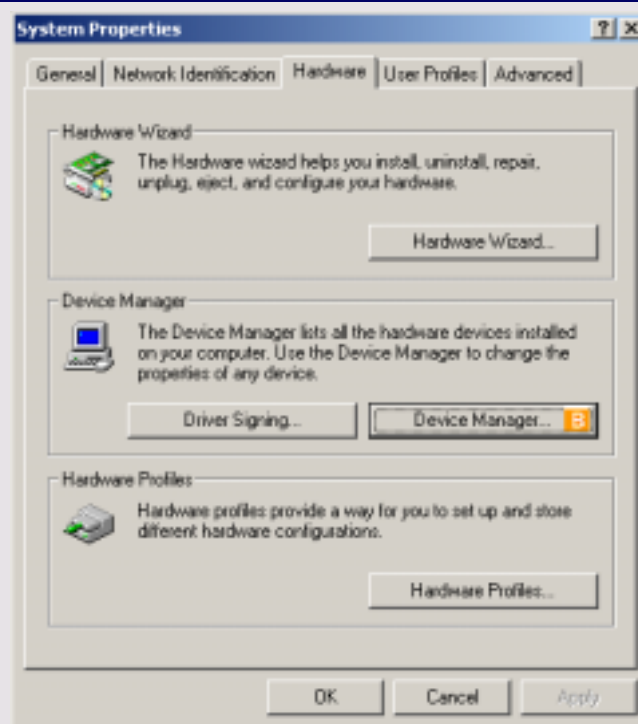 System Properties
General
Network Identification
Hardware
User Profiles
Advanced
Hardware Wizard
The Hardware wizard helps you install, uninstall, repair,
unplug, eject, and configure your hardware.
Hardware Wizard...
Device Manager
The Device Manager lists all the hardware devices installed
on your computer. Use the Device Manager to change the
properties of any device.
Driver Signing...
Device Manager...
B
Hardware Profiles
Hardware profiles provide a way for you to set up and store
different hardware configurations.
Hardware Profiles...
OK
Cancel
Apply